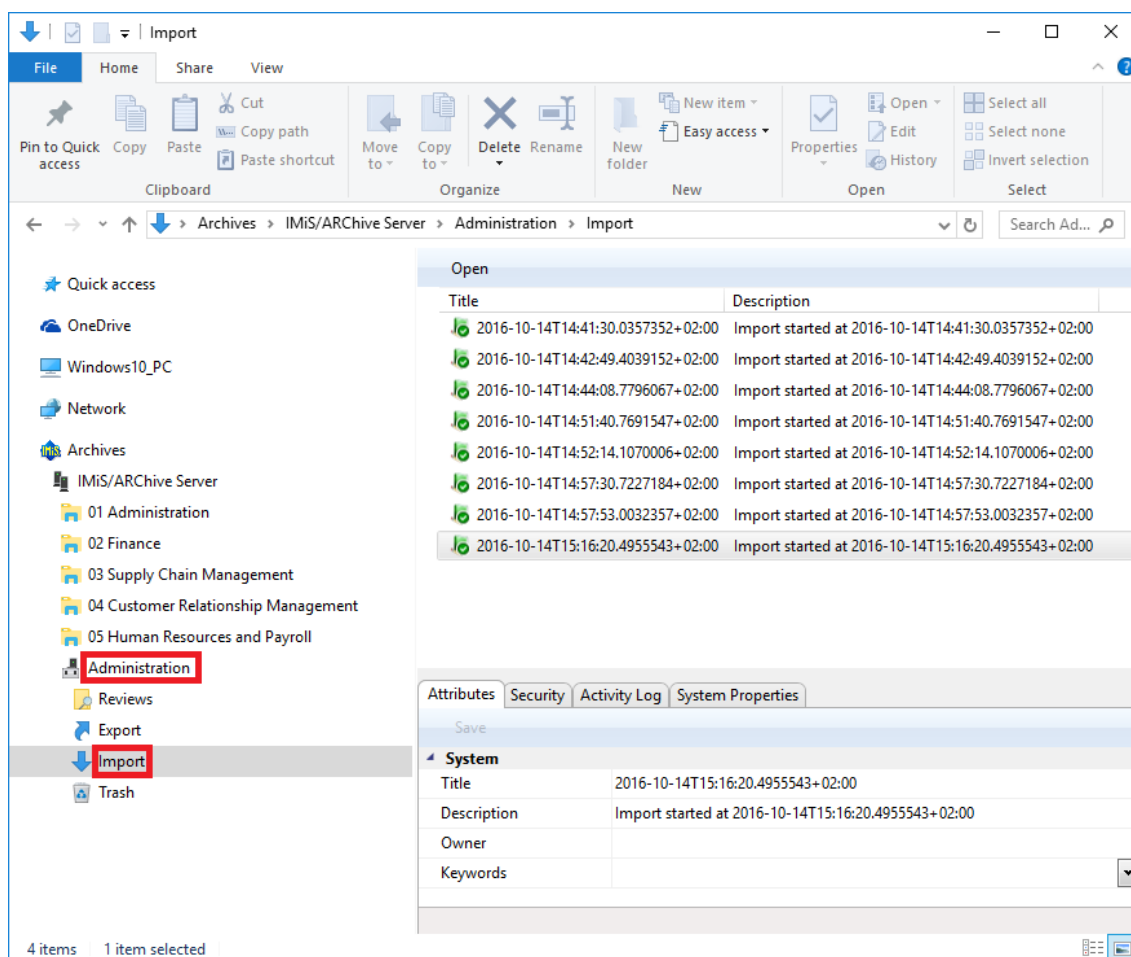 Import
File Home Share View
Pin to Quick access
Copy
Paste
Cut
Copy path
Paste shortcut
Clipboard
Move to
Copy to
Delete
Rename
Organize
New folder
New item
Easy access
New
Properties
Open
Edit
History
Open
Select all
Select none
Invert selection
Select
Archives › IMiS/ARChive Server › Administration › Import
Search Ad...
Quick access
OneDrive
Windows10_PC
Network
Archives
IMiS/ARChive Server
01 Administration
02 Finance
03 Supply Chain Management
04 Customer Relationship Management
05 Human Resources and Payroll
Administration
Reviews
Export
Import
Trash
Open
Title Description
2016-10-14T14:41:30.0357352+02:00 Import started at 2016-10-14T14:41:30.0357352+02:00
2016-10-14T14:42:49.4039152+02:00 Import started at 2016-10-14T14:42:49.4039152+02:00
2016-10-14T14:44:08.7796067+02:00 Import started at 2016-10-14T14:44:08.7796067+02:00
2016-10-14T14:51:40.7691547+02:00 Import started at 2016-10-14T14:51:40.7691547+02:00
2016-10-14T14:52:14.1070006+02:00 Import started at 2016-10-14T14:52:14.1070006+02:00
2016-10-14T14:57:30.7227184+02:00 Import started at 2016-10-14T14:57:30.7227184+02:00
2016-10-14T14:57:53.0032357+02:00 Import started at 2016-10-14T14:57:53.0032357+02:00
2016-10-14T15:16:20.4955543+02:00 Import started at 2016-10-14T15:16:20.4955543+02:00
Attributes Security Activity Log System Properties
Save
System
Title 2016-10-14T15:16:20.4955543+02:00
Description Import started at 2016-10-14T15:16:20.4955543+02:00
Owner
Keywords
4 items 1 item selected